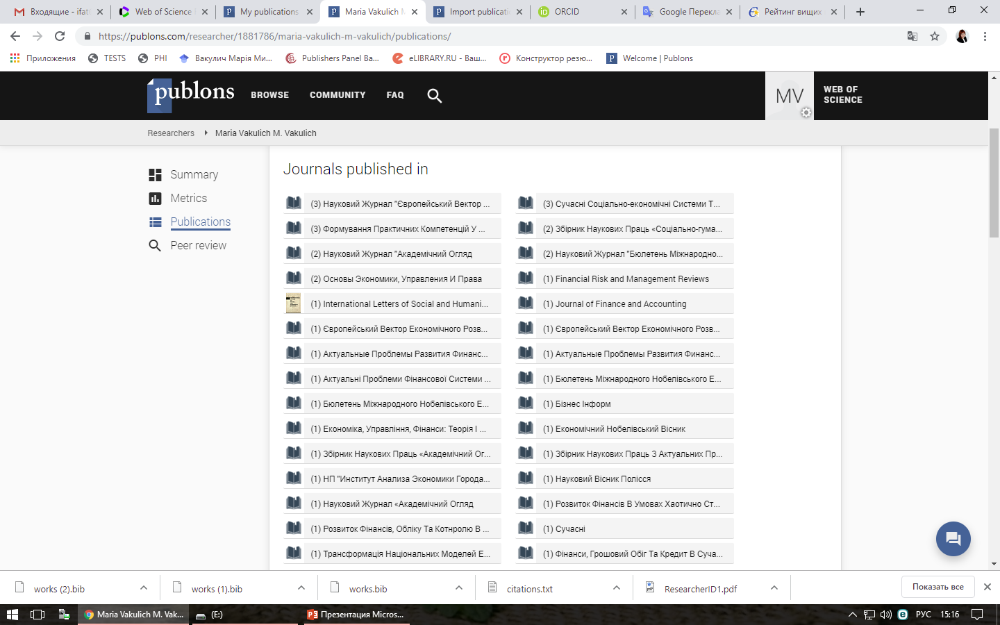 Входящие - ifat
Web of Science
My publications
Maria Vakulich M
Import publicati
ORCID
Google Перекла
Рейтинг вищих
https://publons.com/researcher/1881786/maria-vakulich-m-vakulich/publications/
Приложения
TESTS
PHI
Вакулич Марія Ми...
Publishers Panel Ba...
eLIBRARY.RU - Ваш...
Конструктор резю...
Welcome | Publons
publons
BROWSE
COMMUNITY
FAQ
MV
WEB OF
SCIENCE
Researchers
Maria Vakulich M. Vakulich
Summary
Metrics
Publications
Peer review
Journals published in
(3) Науковий Журнал "Європейський Вектор ...
(3) Сучасні Соціально-економічні Системи Т...
(3) Формування Практичних Компетенцій У ...
(2) Збірник Наукових Праць «Соціально-гума...
(2) Науковий Журнал "Академічний Огляд
(2) Науковий Журнал "Бюлетень Міжнародно...
(2) Основы Экономики, Управления И Права
(1) Financial Risk and Management Reviews
(1) International Letters of Social and Humani...
(1) Journal of Finance and Accounting
(1) Європейський Вектор Економічного Розв...
(1) Європейський Вектор Економічного Розв...
(1) Актуальные Проблемы Развития Финанс...
(1) Актуальные Проблемы Развития Финанс...
(1) Актуальні Проблеми Фінансової Системи ...
(1) Бюлетень Міжнародного Нобелівського Е...
(1) Бюлетень Міжнародного Нобелівського Е...
(1) Бізнес Інформ
(1) Економіка, Управління, Фінанси: Теорія І ...
(1) Економічний Нобелівський Вісник
(1) Збірник Наукових Праць «Академічний Ог...
(1) Збірник Наукових Праць З Актуальних Пр...
(1) НП "Институт Анализа Экономики Города...
(1) Науковий Вісник Полісся
(1) Науковий Журнал «Академічний Огляд
(1) Розвиток Фінансів В Умовах Хаотично Ст...
(1) Розвиток Фінансів, Обліку Та Котнролю В ...
(1) Сучасні
(1) Трансформація Національних Моделей Е...
(1) Фінанси, Грошовий Обіг Та Кредит В Суча...
works (2).bib
works (1).bib
works.bib
citations.txt
ResearcherID1.pdf
Показать все
Maria Vakulich M. Vak...
(E:)
Презентация Micros...
РУС
15:16